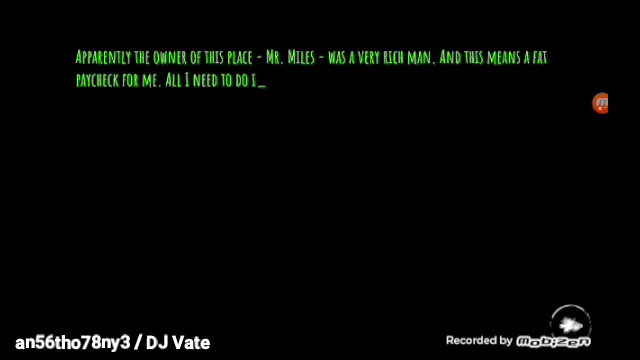 Apparently the owner of this place - Mr. Miles - was a very rich man. And this means a fat
paycheck for me. All I need to do i_
an56tho78ny3 / DJ Vate
Recorded by Mobizen